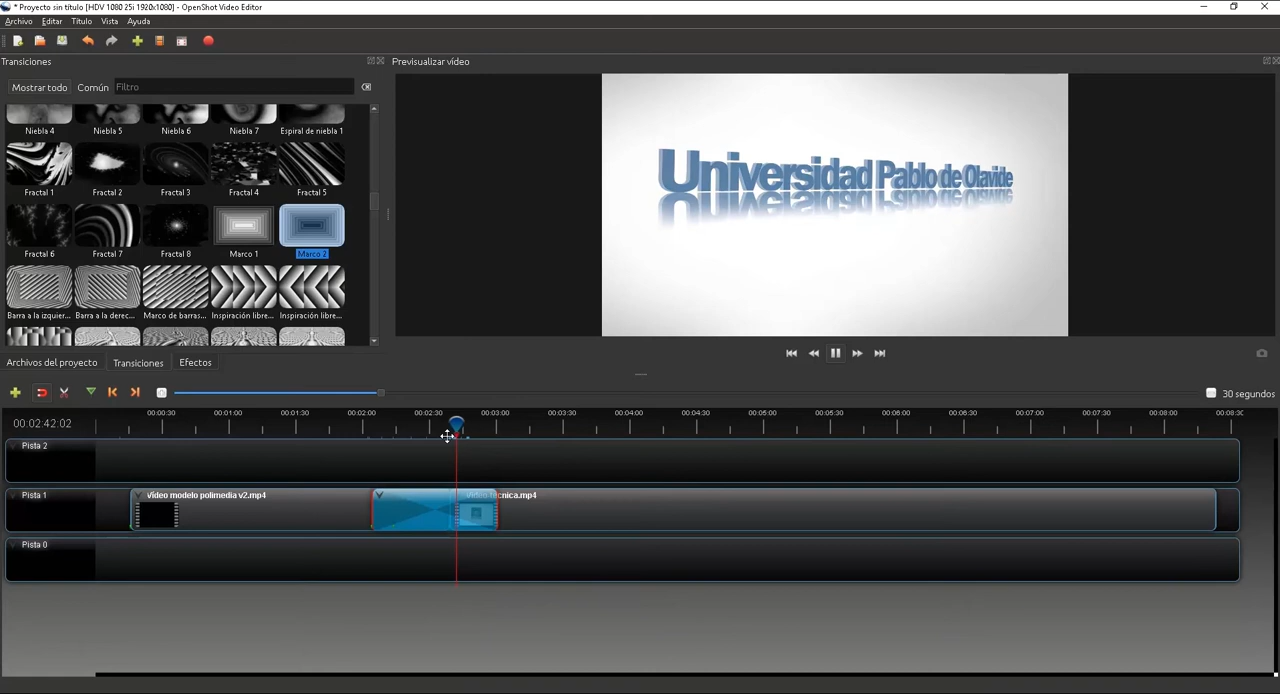 * Proyecto sin título [HDV 1080 25i 1920x1080] - OpenShot Video Editor
Archivo Editar Título Vista Ayuda
Transiciones
Previsualizar vídeo
Mostrar todo Común Filtro
Niebla 4 Niebla 5 Niebla 6 Niebla 7 Espiral de niebla 1
Fractal 1 Fractal 2 Fractal 3 Fractal 4 Fractal 5
Fractal 6 Fractal 7 Fractal 8 Marco 1 Marco 2
Barra a la izquier... Barra a la derec... Marco de barras... Inspiración libre... Inspiración libre...
Universidad Pablo de Olavide
Archivos del proyecto Transiciones Efectos
30 segundos
00:02:42:02
00:00:30 00:01:00 00:01:30 00:02:00 00:02:30 00:03:00 00:03:30 00:04:00 00:04:30 00:05:00 00:05:30 00:06:00 00:06:30 00:07:00 00:07:30 00:08:00 00:08:30
Pista 2
Pista 1
Vídeo modelo polimedia v2.mp4
Vídeo técnica.mp4
Pista 0